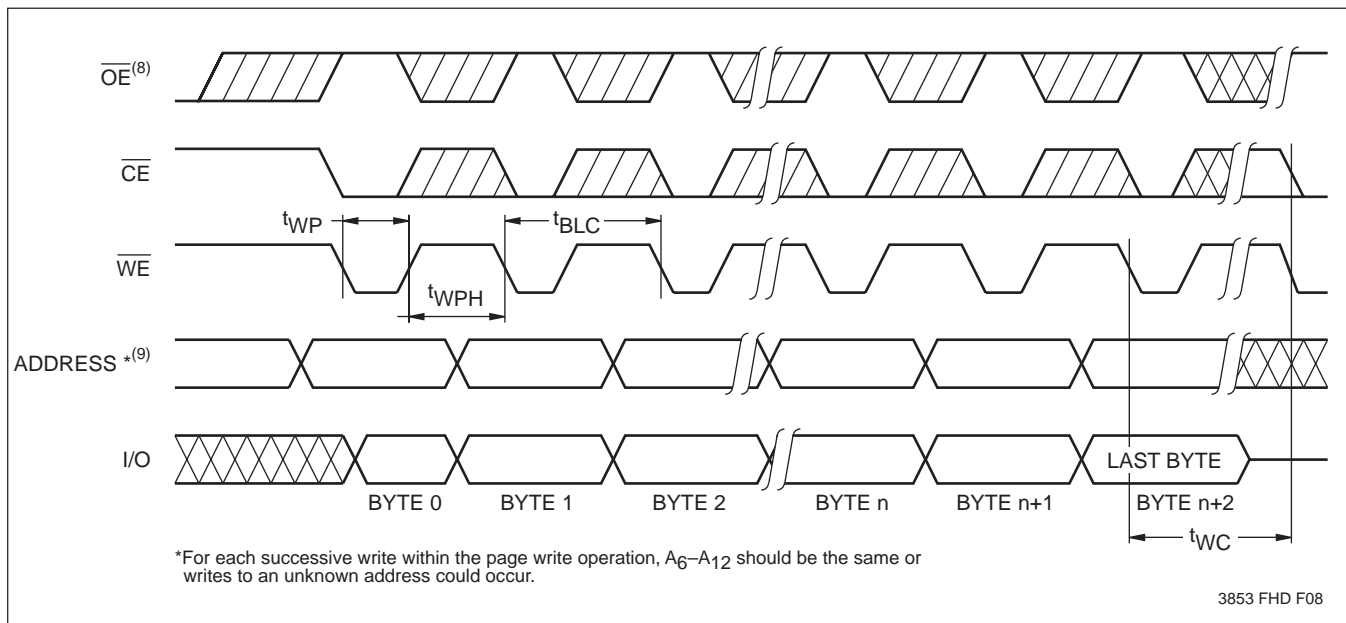 OE(8)
CE
tWP
tBLC
WE
tWPH
ADDRESS *(9)
I/O
LAST BYTE
BYTE 0 BYTE 1 BYTE 2 BYTE n BYTE n+1 BYTE n+2
tWC
*For each successive write within the page write operation, A6–A12 should be the same or
writes to an unknown address could occur.
3853 FHD F08